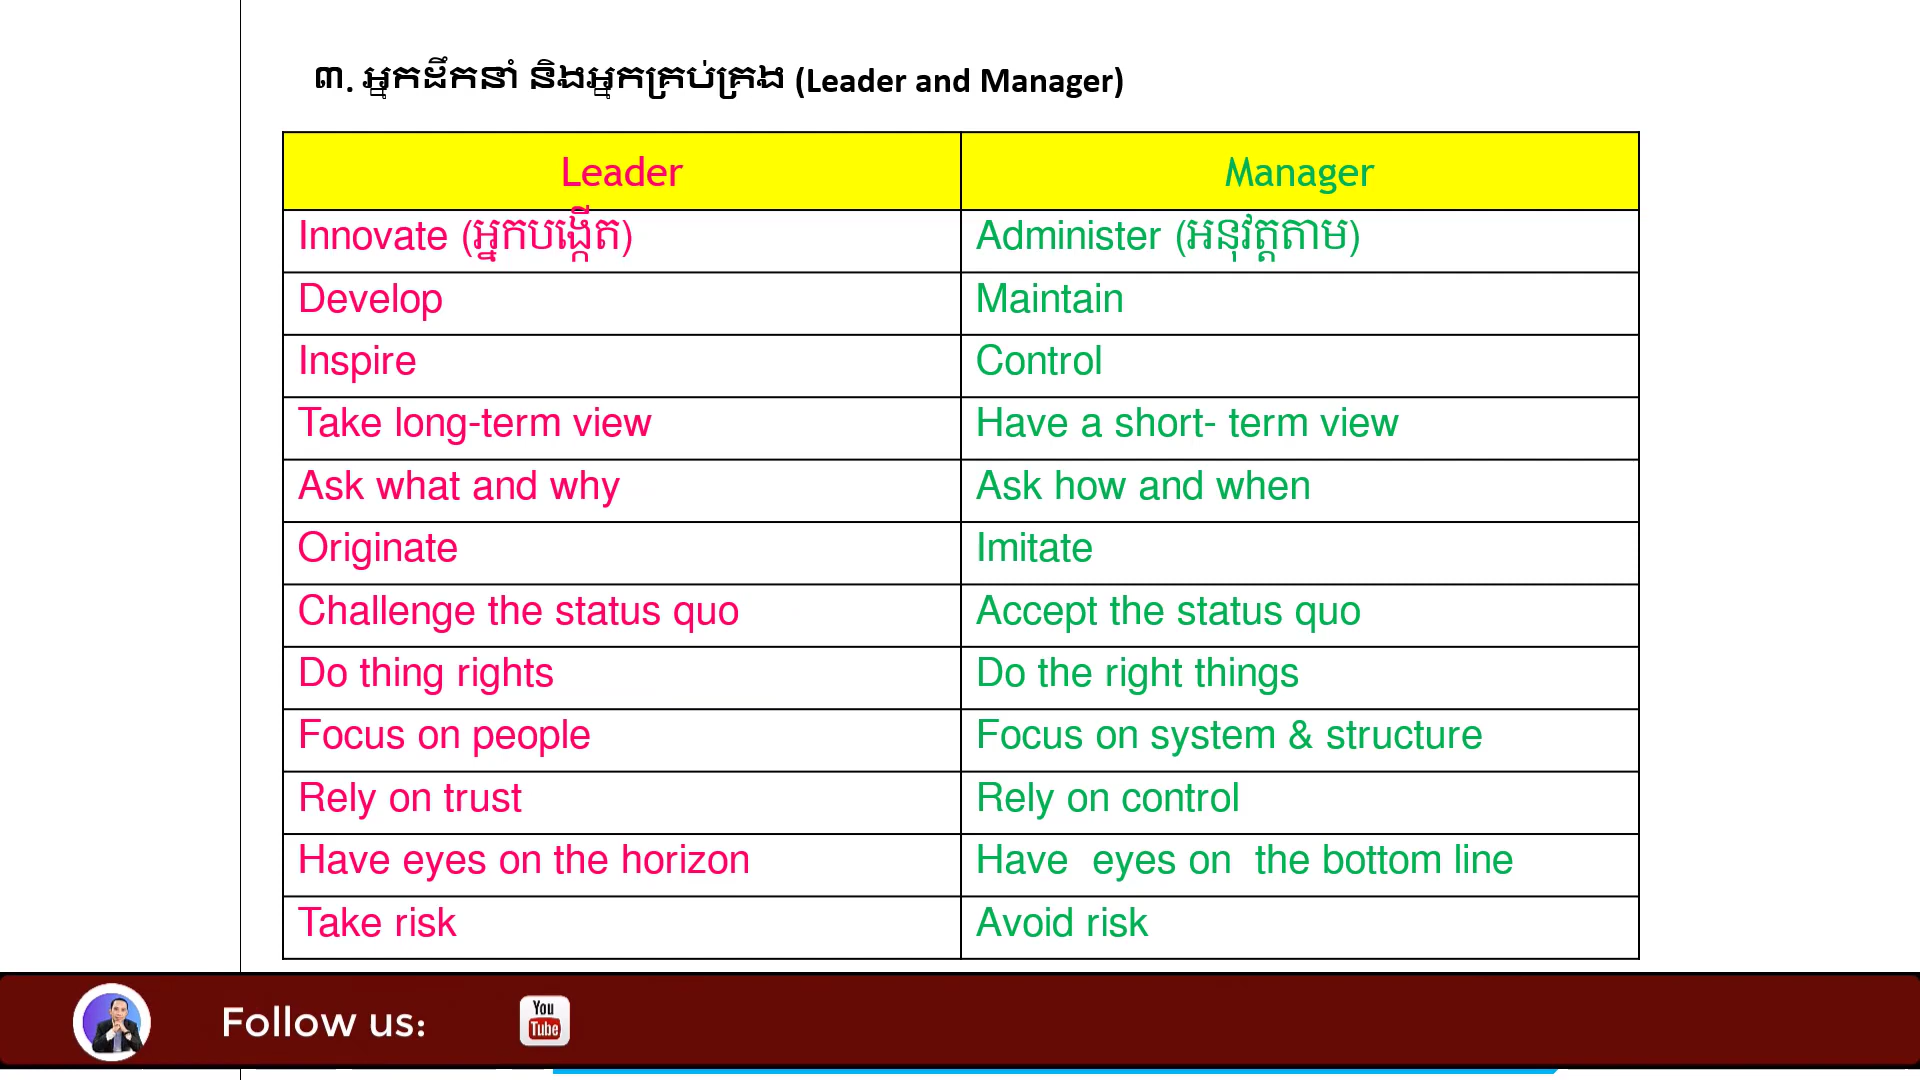 ៣. អ្នកដឹកនាំ និងអ្នកគ្រប់គ្រង (Leader and Manager)
Leader Manager
Innovate (អ្នកបង្កើត) Administer (អនុវត្តតាម)
Develop Maintain
Inspire Control
Take long-term view Have a short- term view
Ask what and why Ask how and when
Originate Imitate
Challenge the status quo Accept the status quo
Do thing rights Do the right things
Focus on people Focus on system & structure
Rely on trust Rely on control
Have eyes on the horizon Have  eyes on  the bottom line
Take risk Avoid risk
Follow us: You
Tube